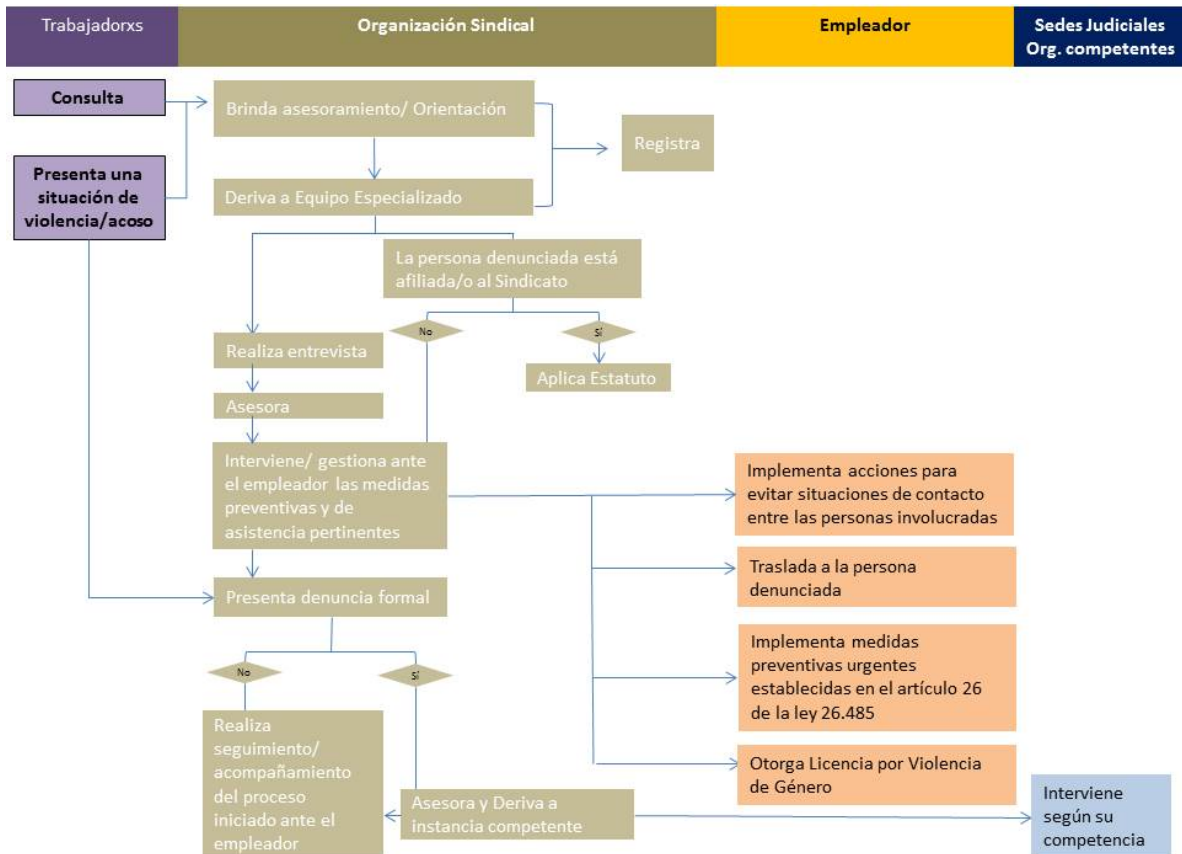 Trabajadorxs
Organización Sindical
Empleador
Sedes Judiciales
Org. competentes
Consulta
Brinda asesoramiento/ Orientación
Registra
Presenta una
situación de
violencia/acoso
Deriva a Equipo Especializado
La persona denunciada está
afiliada/o al Sindicato
No
Sí
Realiza entrevista
Aplica Estatuto
Asesora
Interviene/ gestiona ante
el empleador las medidas
preventivas y de
asistencia pertinentes
Implementa acciones para
evitar situaciones de contacto
entre las personas involucradas
Traslada a la persona
denunciada
Presenta denuncia formal
Implementa medidas
preventivas urgentes
establecidas en el artículo 26
de la ley 26.485
No
Sí
Realiza
seguimiento/
acompañamiento
del proceso
iniciado ante el
empleador
Otorga Licencia por Violencia
de Género
Asesora y Deriva a
instancia competente
Interviene
según su
competencia